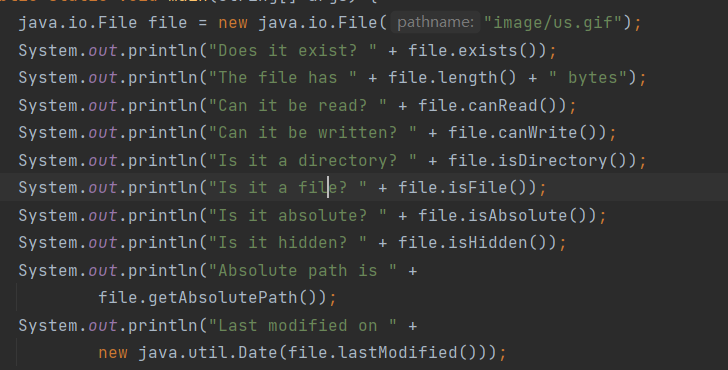 java.io.File file = new java.io.File( pathname: "image/us.gif");
System.out.println("Does it exist? " + file.exists());
System.out.println("The file has " + file.length() + " bytes");
System.out.println("Can it be read? " + file.canRead());
System.out.println("Can it be written? " + file.canWrite());
System.out.println("Is it a directory? " + file.isDirectory());
System.out.println("Is it a file? " + file.isFile());
System.out.println("Is it absolute? " + file.isAbsolute());
System.out.println("Is it hidden? " + file.isHidden());
System.out.println("Absolute path is " +
file.getAbsolutePath());
System.out.println("Last modified on " +
new java.util.Date(file.lastModified()));